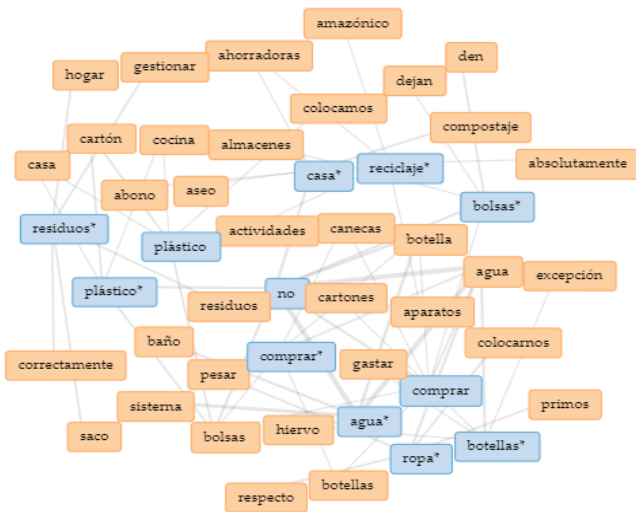 amazónico
den
ahorradoras
gestionar
hogar
dejan
colocamos
compostaje
cartón
cocina
almacenes
casa
reciclaje*
absolutamente
casa*
abono
aseo
bolsas*
residuos*
plástico
actividades
canecas
botella
agua
excepción
plástico*
no
cartones
residuos
aparatos
baño
colocarnos
comprar*
correctamente
pesar
gastar
comprar
primos
sisterna
agua*
hiervo
saco
bolsas
botellas*
ropa*
botellas
respecto